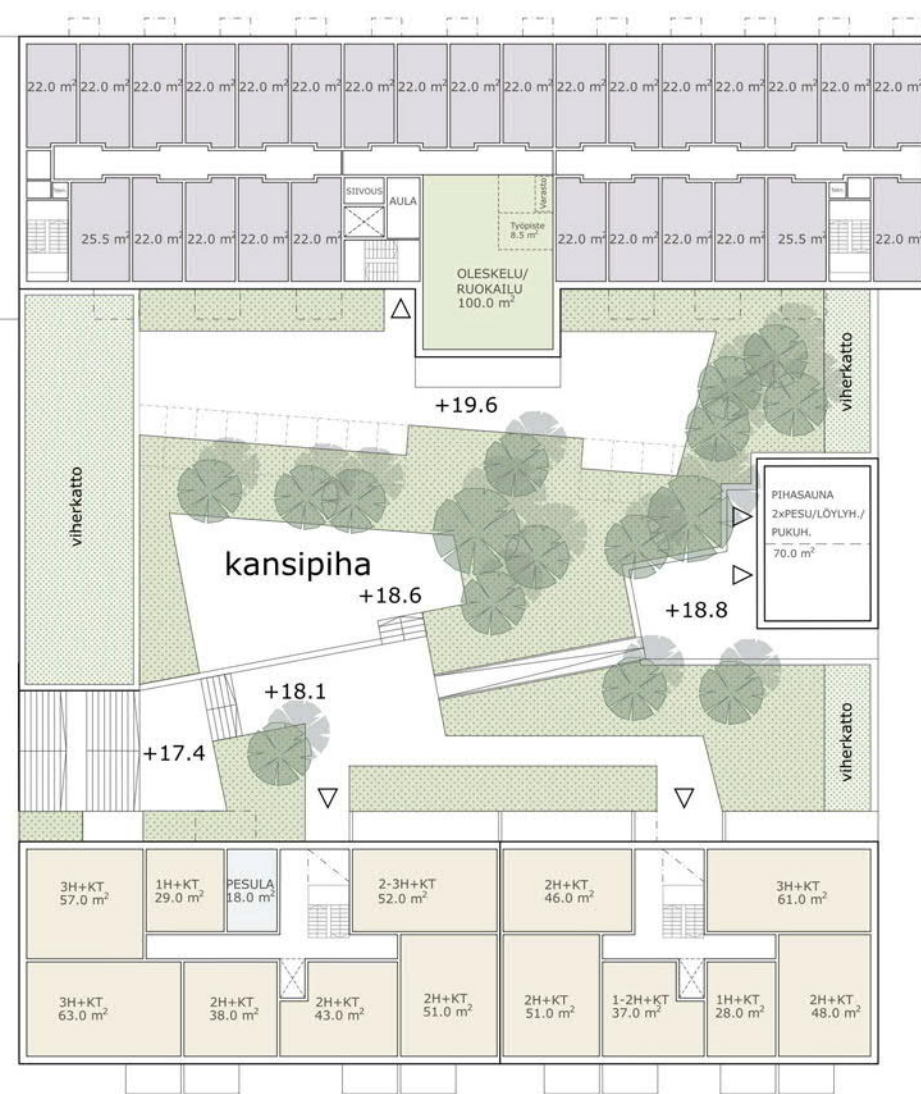 22.0 m² 22.0 m² 22.0 m² 22.0 m² 22.0 m² 22.0 m² 22.0 m² 22.0 m² 22.0 m² 22.0 m² 22.0 m² 22.0 m² 22.0 m² 22.0 m² 22.0 m² 22.0 m² 22.0 m
SIIVOUS
AULA
Varasto
Työpiste
8.5 m²
25.5 m² 22.0 m² 22.0 m² 22.0 m² 22.0 m²
22.0 m² 22.0 m² 22.0 m² 22.0 m² 25.5 m² 22.0 m
OLESKELU/
RUOKAILU
100.0 m²
viherkatto
+19.6
viherkatto
PIHASAUNA
2xPESU/LÖYLYH./
PUKUH.
70.0 m²
kansipiha
+18.6
+18.8
+18.1
+17.4
viherkatto
3H+KT
57.0 m²
1H+KT
29.0 m²
PESULA
18.0 m²
2-3H+KT
52.0 m²
2H+KT
46.0 m²
3H+KT
61.0 m²
3H+KT
63.0 m²
2H+KT
38.0 m²
2H+KT
43.0 m²
2H+KT
51.0 m²
2H+KT
51.0 m²
1-2H+KT
37.0 m²
1H+KT
28.0 m²
2H+KT
48.0 m²